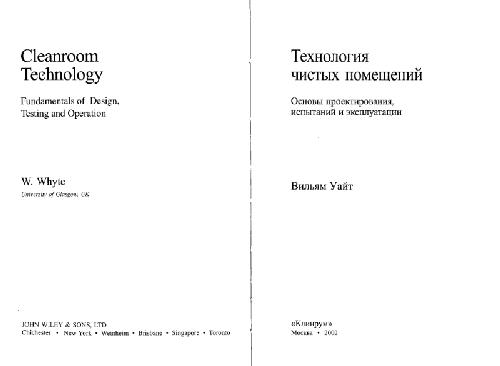 Cleanroom
Technology
Fundamentals of Design,
Testing and Operation
W. Whyte
University of Glasgow, UK
JOHN WILEY & SONS, LTD
Chichester • New York • Weinheim • Brisbane • Singapore • Toronto
Технология
чистых помещений
Основы проектирования,
испытаний и эксплуатации
Вильям Уайт
«Клинрум»
Москва • 2002